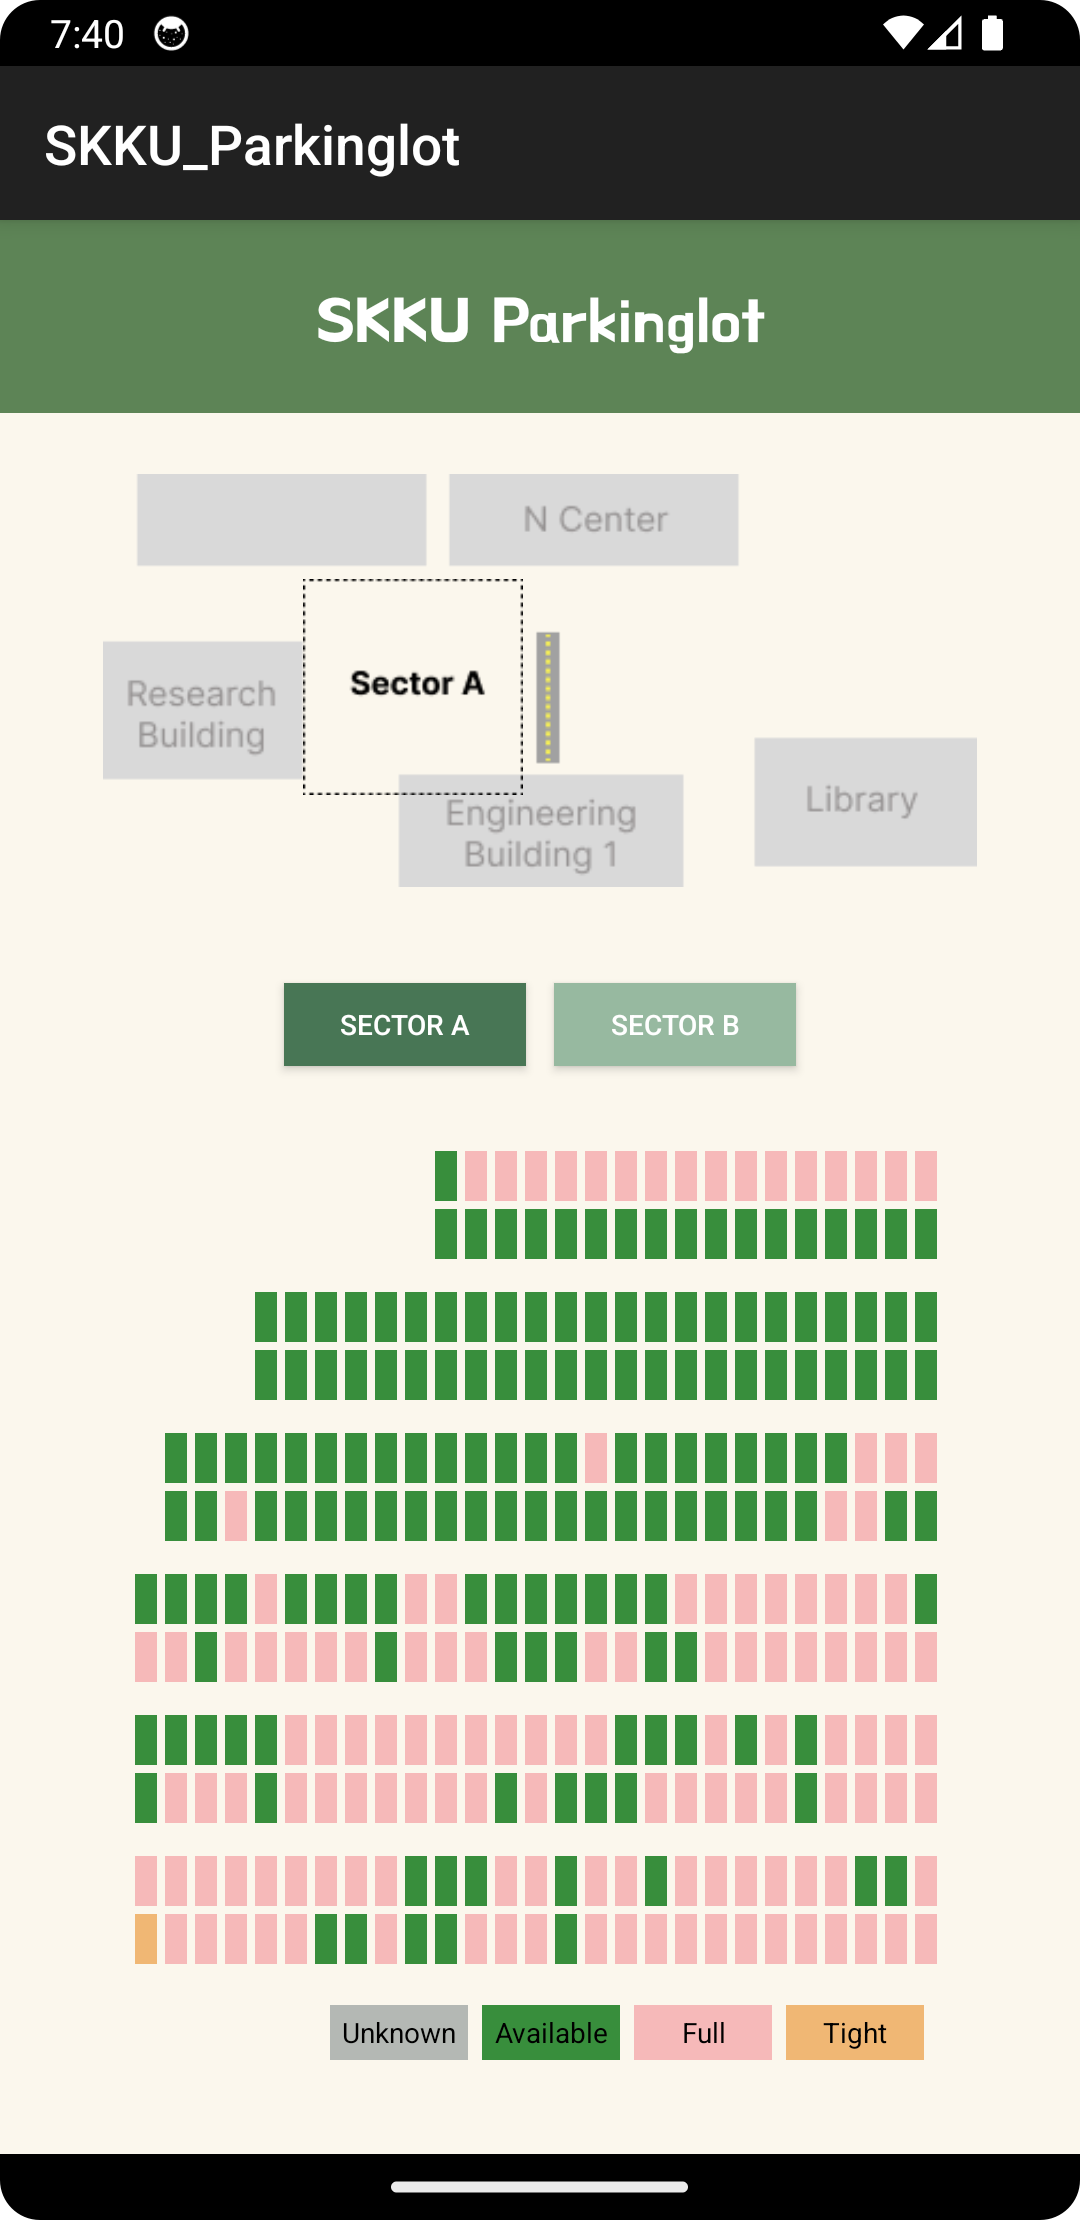 7:40
SKKU_Parkinglot
SKKU Parkinglot
N Center
Sector A
Research
Building
Library
Engineering
Building 1
SECTOR A SECTOR B
Unknown Available Full Tight